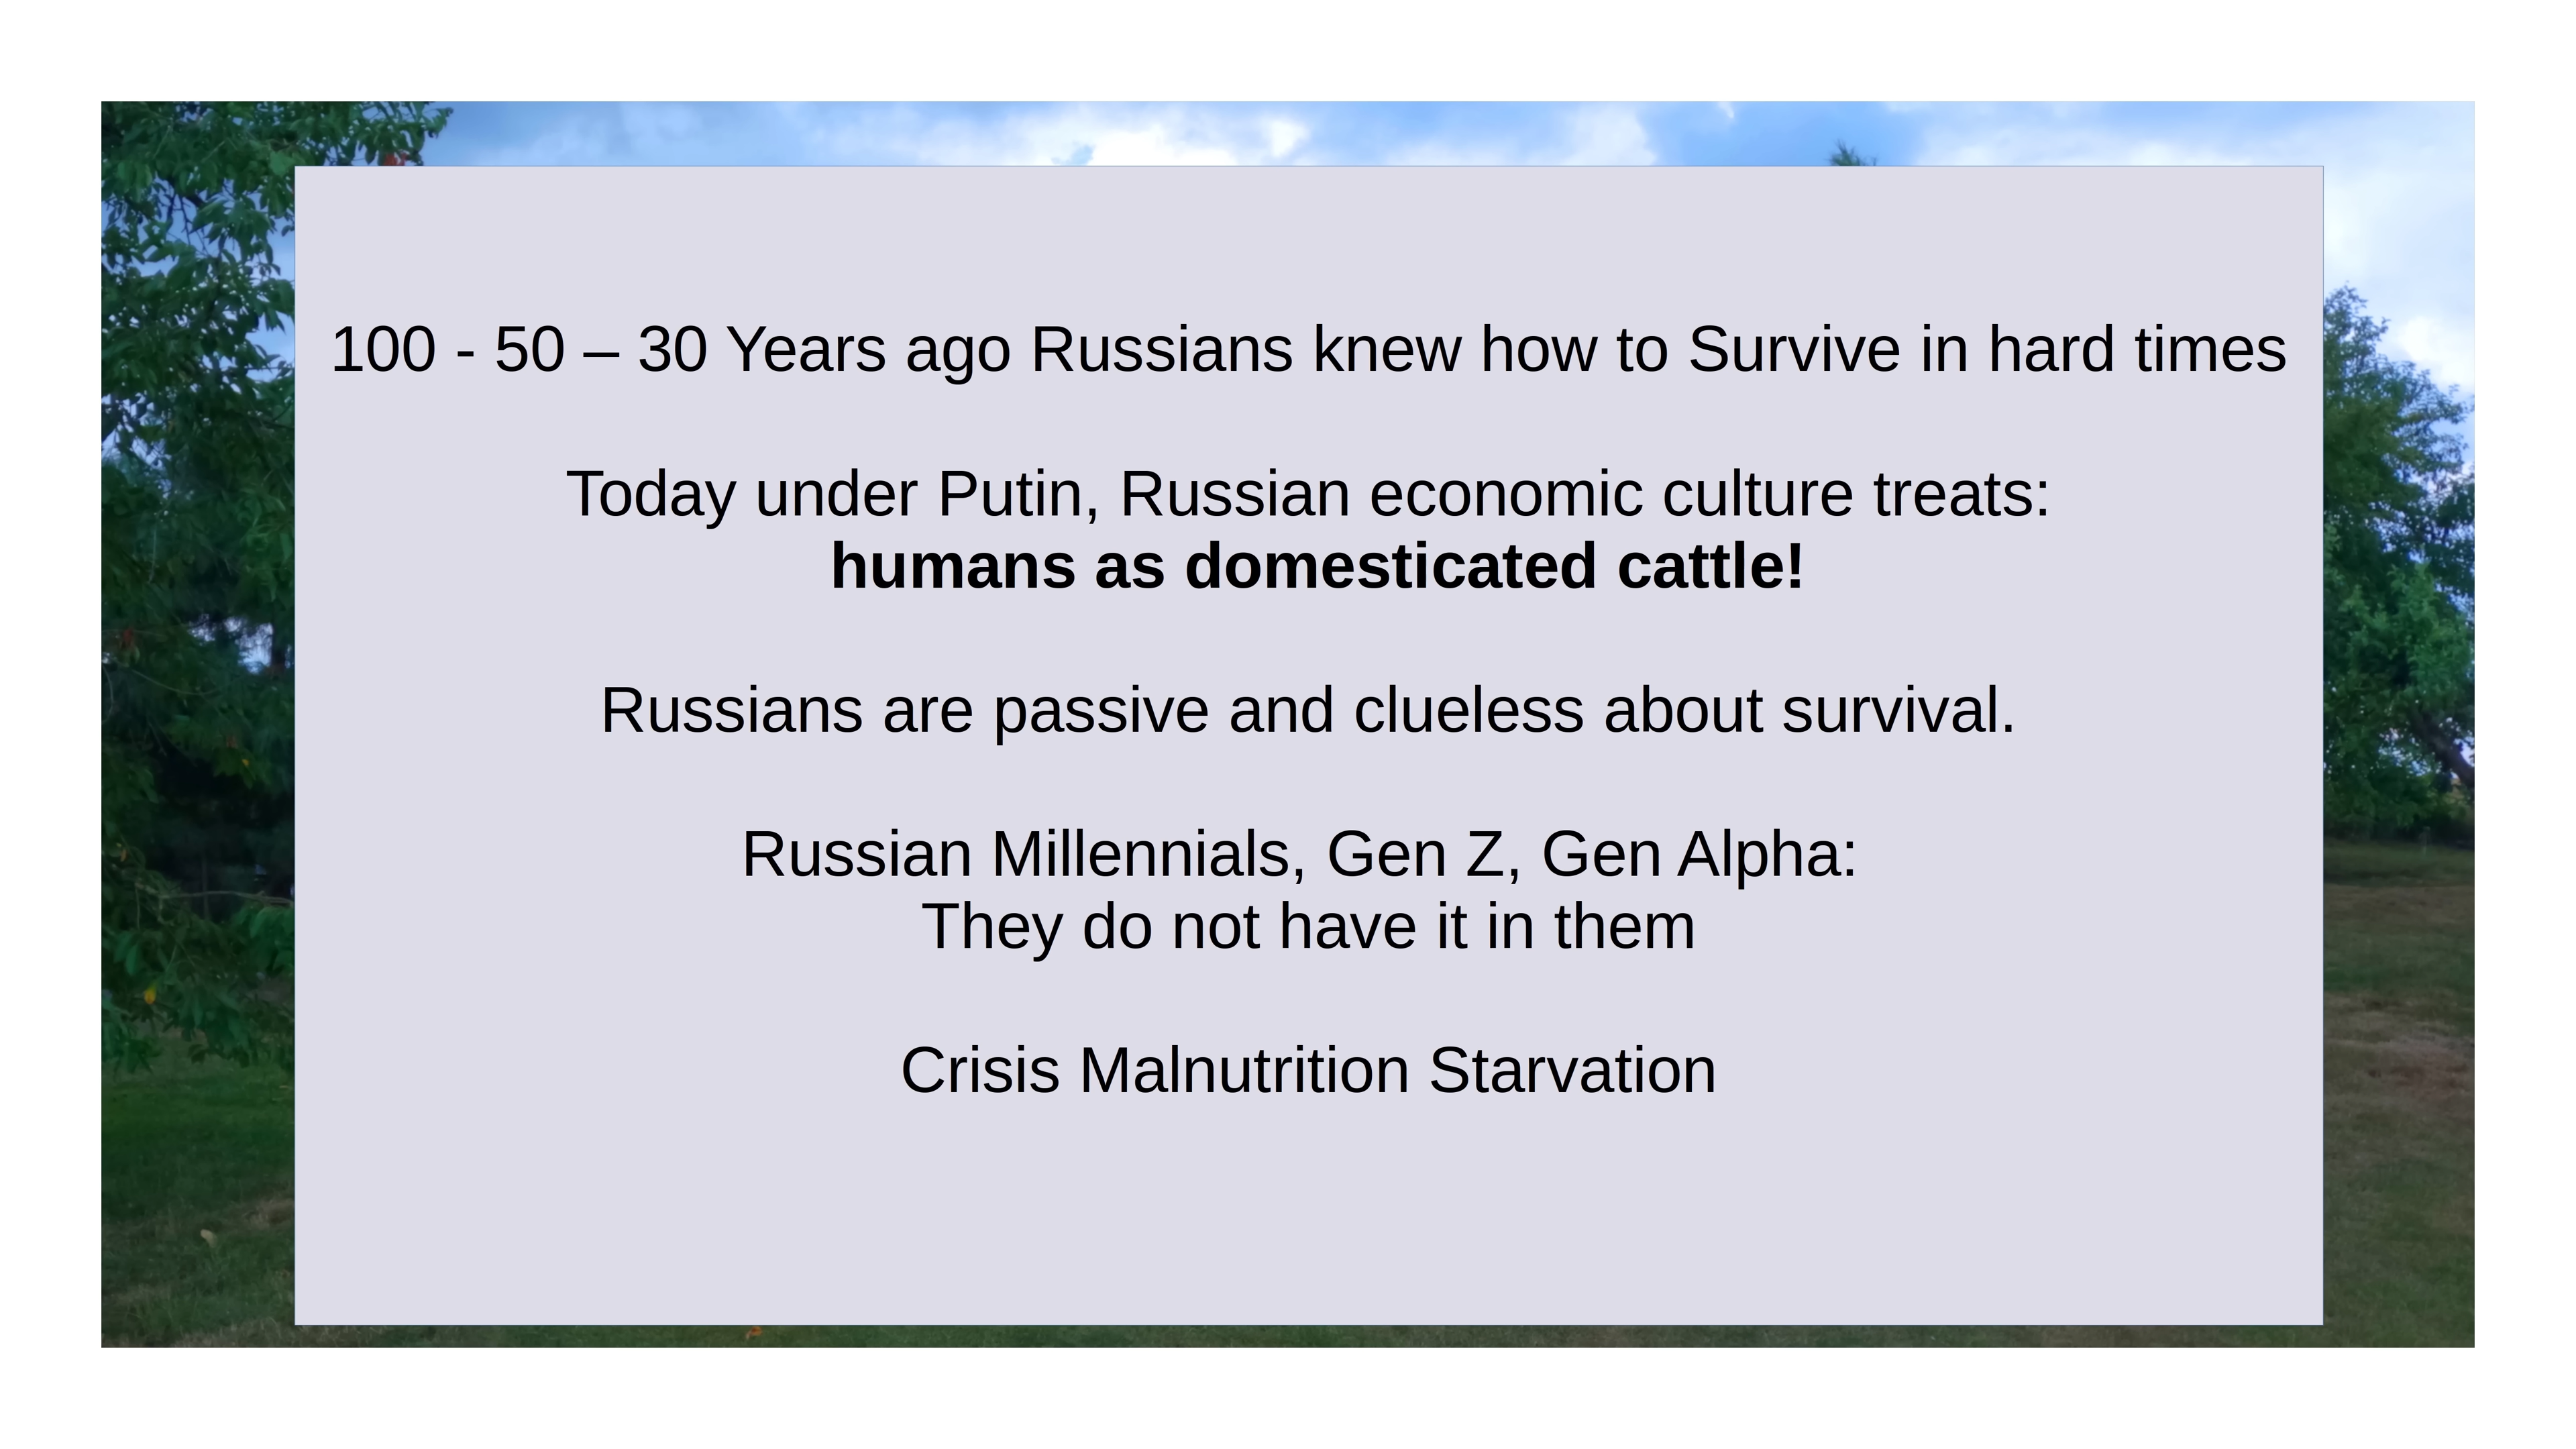 100 - 50 – 30 Years ago Russians knew how to Survive in hard times
Today under Putin, Russian economic culture treats:
humans as domesticated cattle!
Russians are passive and clueless about survival.
Russian Millennials, Gen Z, Gen Alpha:
They do not have it in them
Crisis Malnutrition Starvation